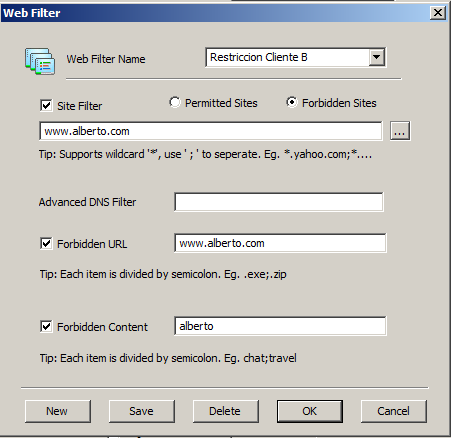 Web Filter
Web Filter Name
Restriccion Cliente B
Site Filter
Permitted Sites
Forbidden Sites
www.alberto.com
...
Tip: Supports wildcard '*', use ' ; ' to seperate. Eg. *.yahoo.com;*....
Advanced DNS Filter
Forbidden URL
www.alberto.com
Tip: Each item is divided by semicolon. Eg. .exe;.zip
Forbidden Content
alberto
Tip: Each item is divided by semicolon. Eg. chat;travel
New
Save
Delete
OK
Cancel